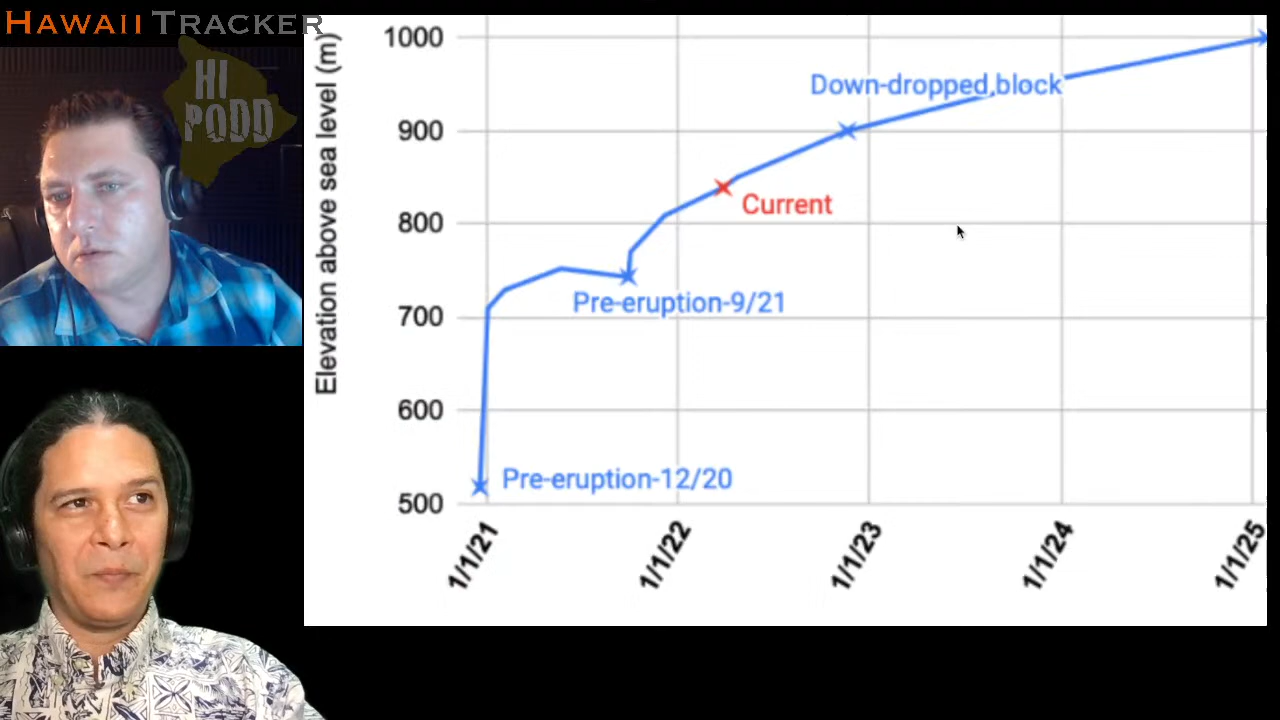 HAWAII TRACKER
HI
PODD
Elevation above sea level (m)
1000
900
800
700
600
500
Down-dropped block
Current
Pre-eruption-9/21
Pre-eruption-12/20
1/1/21
1/1/22
1/1/23
1/1/24
1/1/25